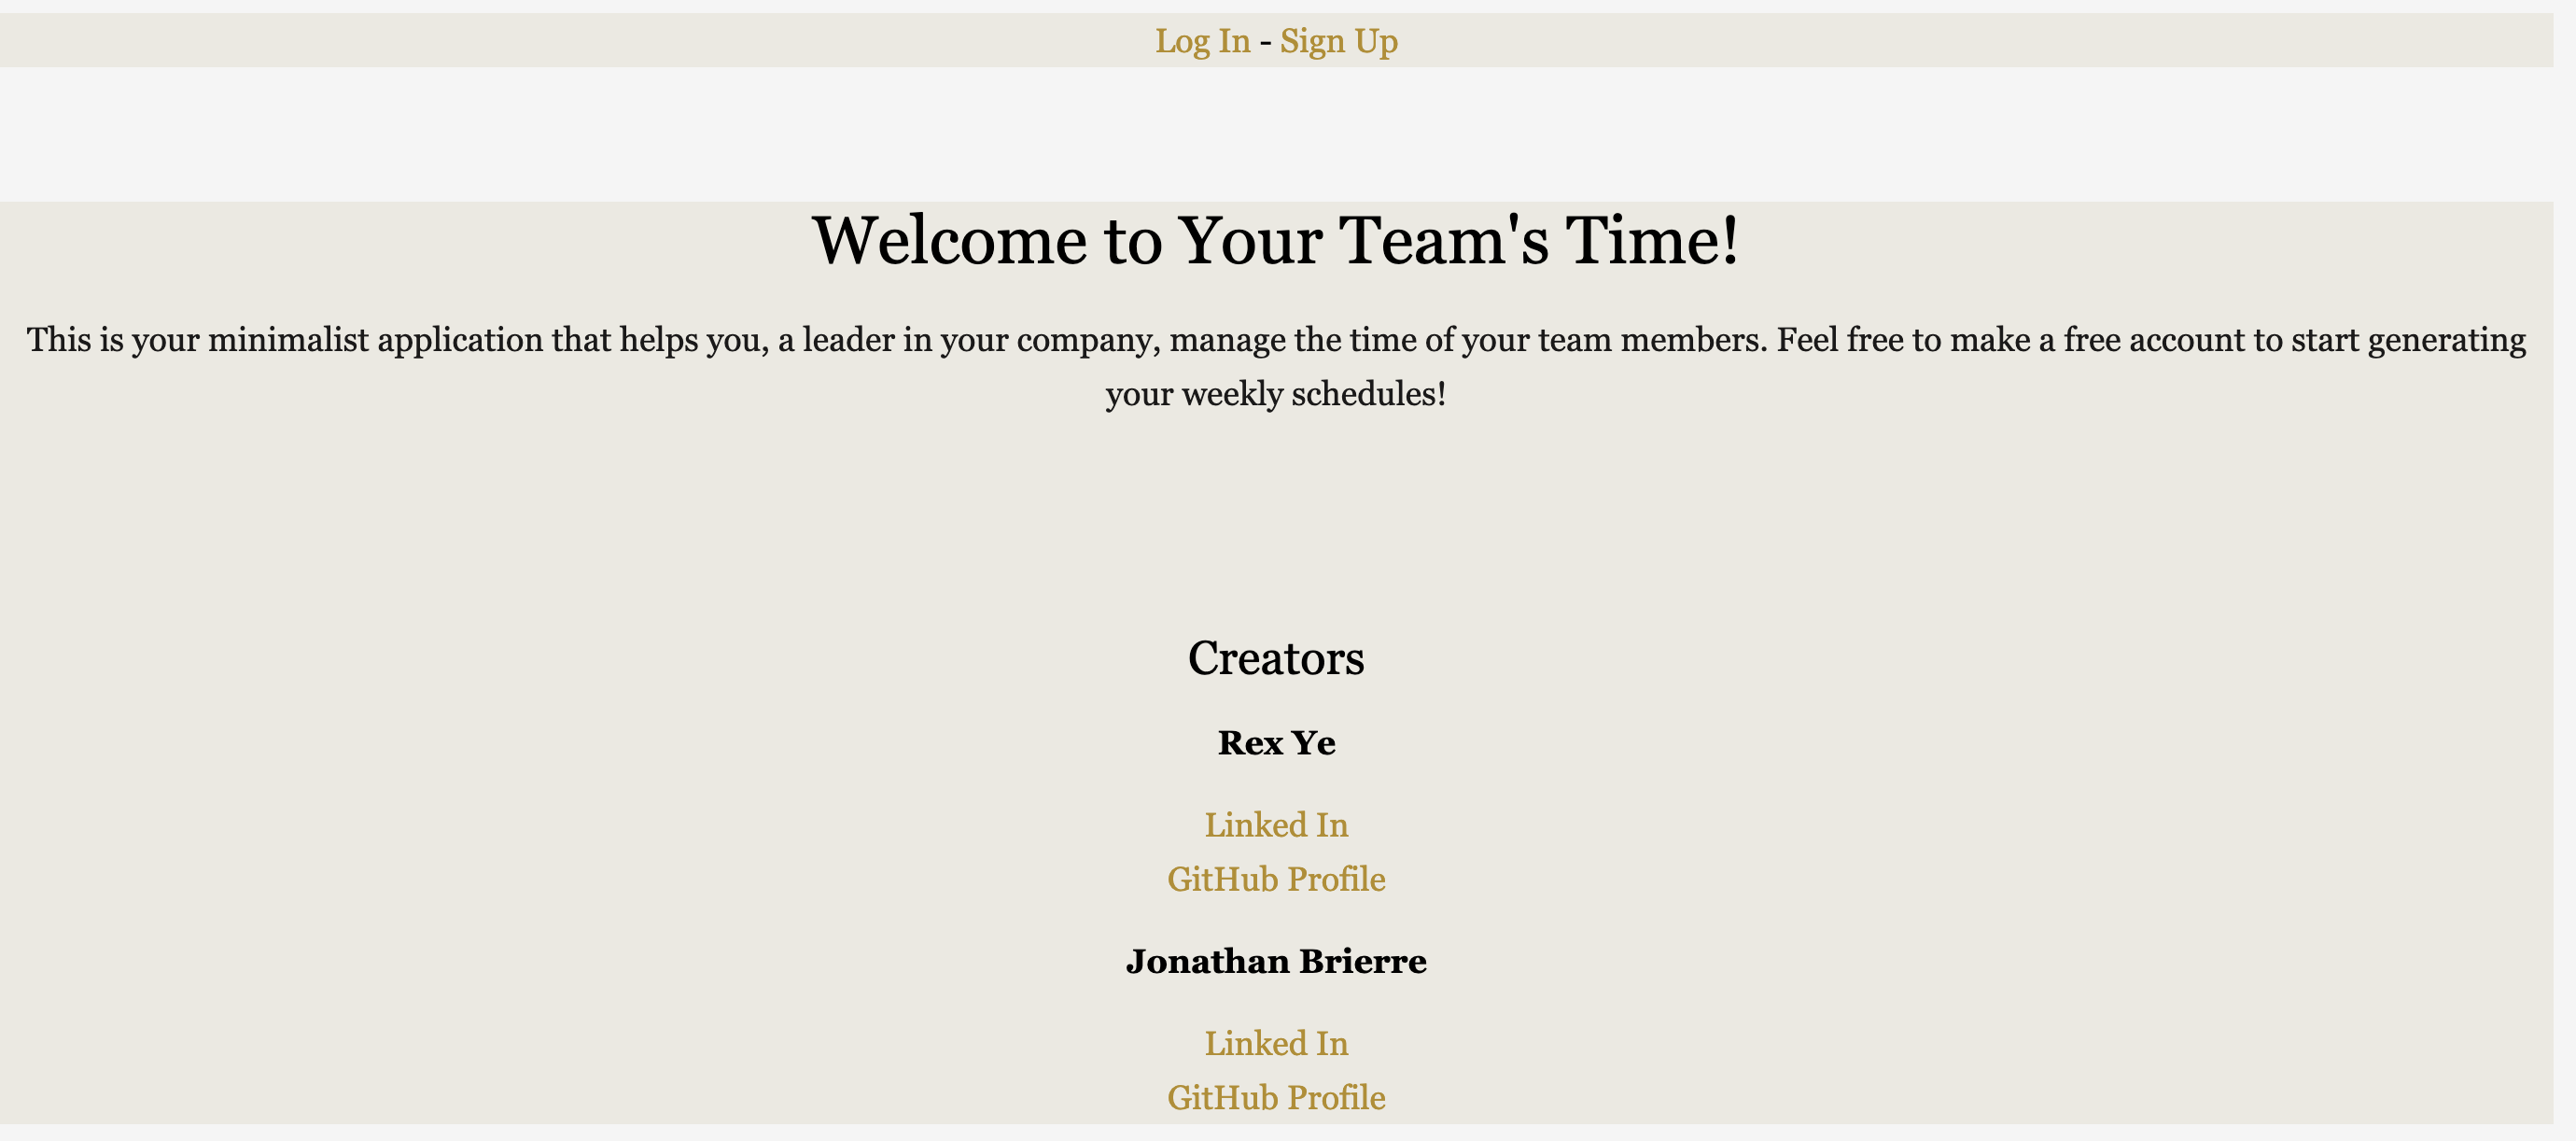 Log In - Sign Up
Welcome to Your Team's Time!
This is your minimalist application that helps you, a leader in your company, manage the time of your team members. Feel free to make a free account to start generating
your weekly schedules!
Creators
Rex Ye
Linked In
GitHub Profile
Jonathan Brierre
Linked In
GitHub Profile